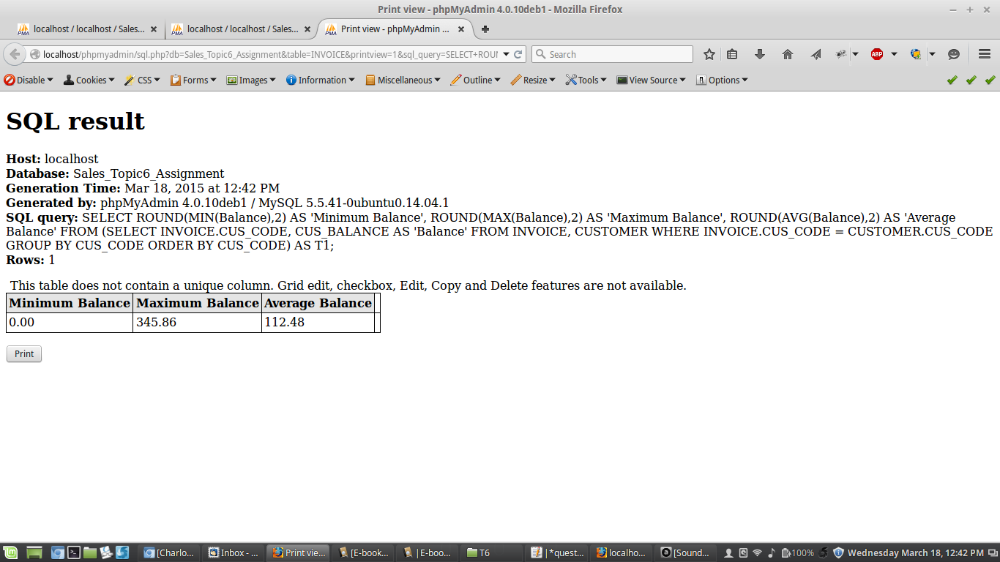 Print view - phpMyAdmin 4.0.10deb1 - Mozilla Firefox
localhost / localhost / Sales...
localhost / localhost / Sales...
Print view - phpMyAdmin ...
localhost/phpmyadmin/sql.php?db=Sales_Topic6_Assignment&table=INVOICE&printview=1&sql_query=SELECT+ROUN
Search
ABP
Disable Cookies CSS Forms Images Information Miscellaneous Outline Resize Tools View Source Options
SQL result
Host: localhost
Database: Sales_Topic6_Assignment
Generation Time: Mar 18, 2015 at 12:42 PM
Generated by: phpMyAdmin 4.0.10deb1 / MySQL 5.5.41-0ubuntu0.14.04.1
SQL query: SELECT ROUND(MIN(Balance),2) AS 'Minimum Balance', ROUND(MAX(Balance),2) AS 'Maximum Balance', ROUND(AVG(Balance),2) AS 'Average
Balance' FROM (SELECT INVOICE.CUS_CODE, CUS_BALANCE AS 'Balance' FROM INVOICE, CUSTOMER WHERE INVOICE.CUS_CODE = CUSTOMER.CUS_CODE
GROUP BY CUS_CODE ORDER BY CUS_CODE) AS T1;
Rows: 1
This table does not contain a unique column. Grid edit, checkbox, Edit, Copy and Delete features are not available.
Minimum Balance Maximum Balance Average Balance
0.00 345.86 112.48
Print
[Charlo... Inbox - ... Print vie... [E-book... | E-boo... T6 | *quest... localho... [Sound... 100% Wednesday March 18, 12:42 PM